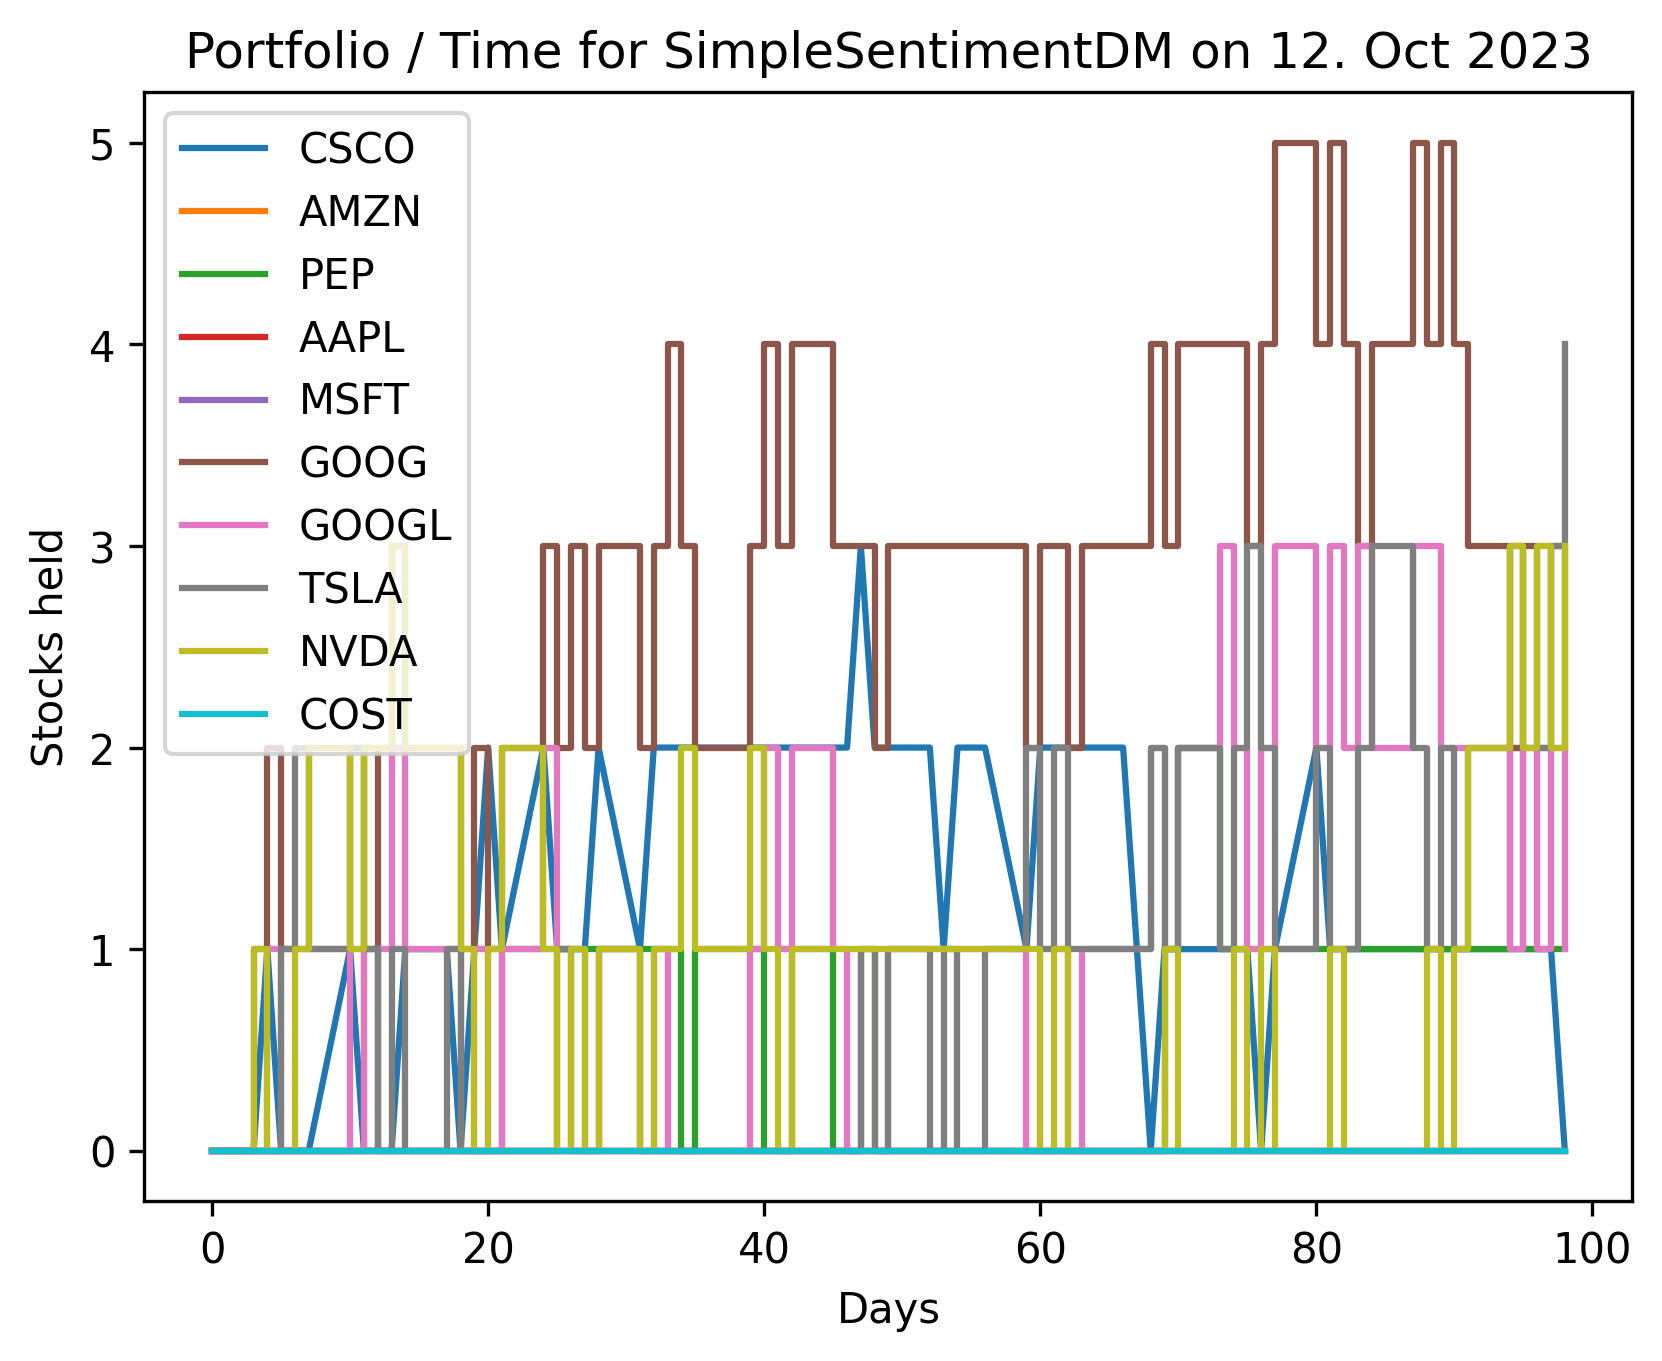 Portfolio / Time for SimpleSentimentDM on 12. Oct 2023
5
4
3
2
1
0
Stocks held
CSCO
AMZN
PEP
AAPL
MSFT
GOOG
GOOGL
TSLA
NVDA
COST
0 20 40 60 80 100
Days